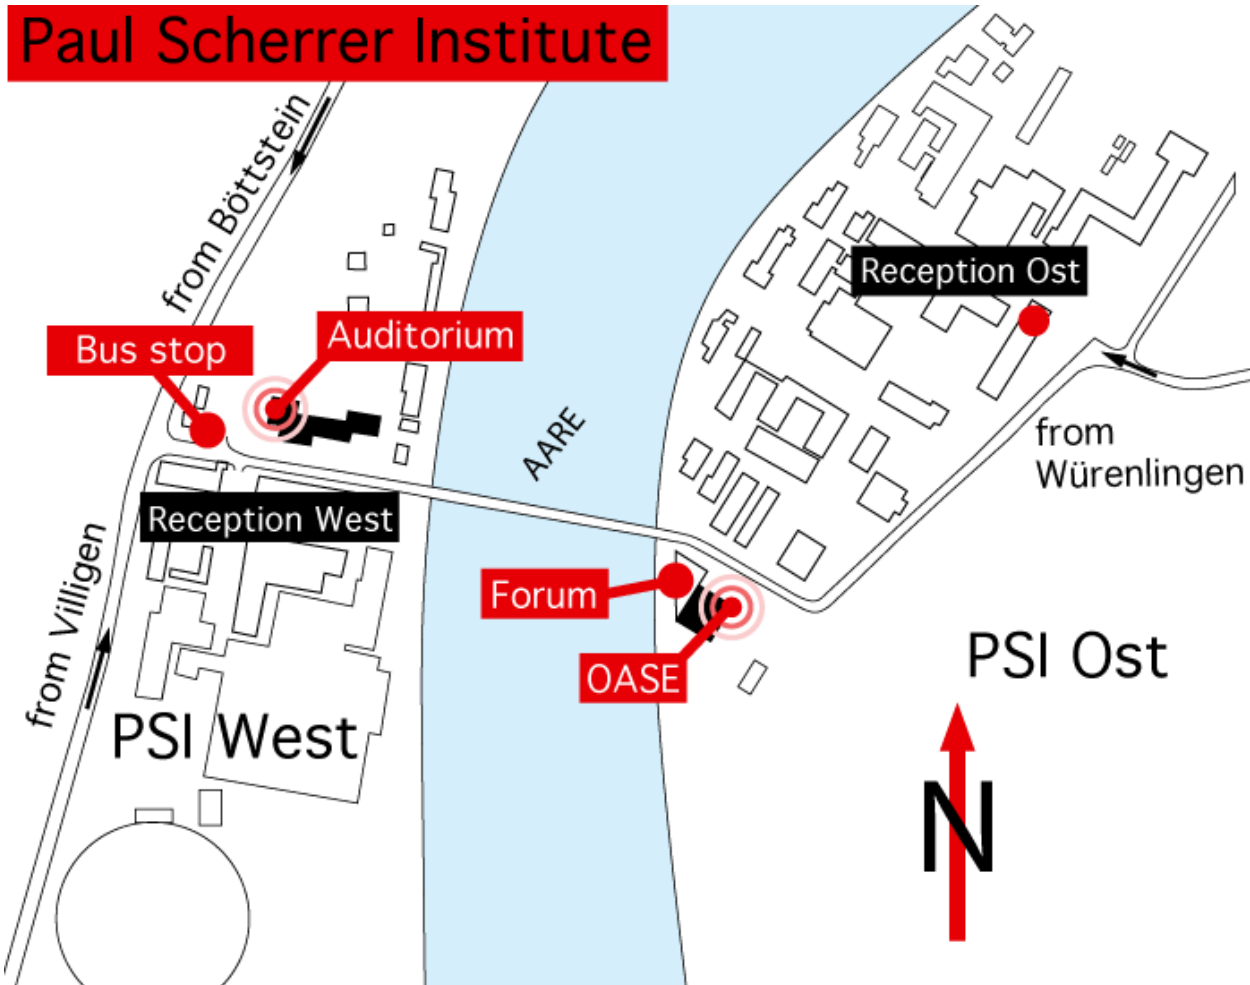 Paul Scherrer Institute
from Böttstein
Reception Ost
Auditorium
Bus stop
AARE
from
Würenlingen
Reception West
from Villigen
Forum
OASE
PSI Ost
PSI West
N